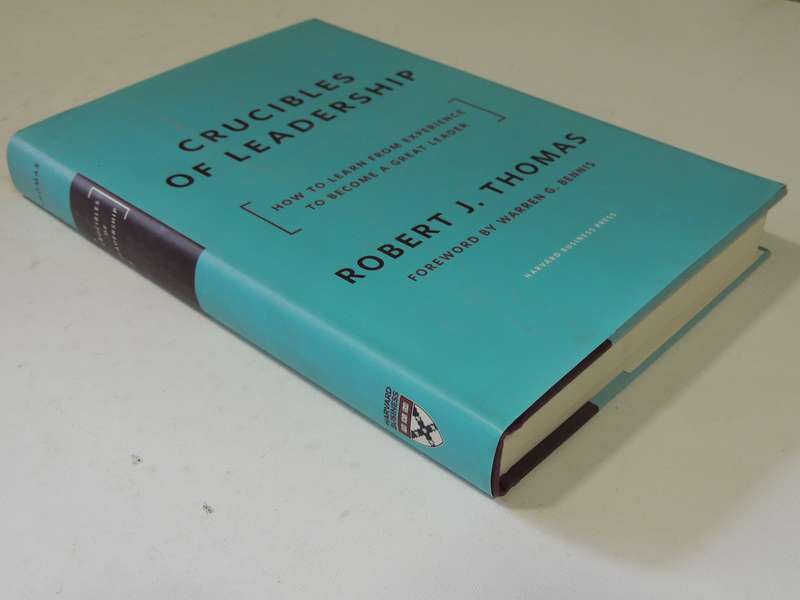 CRUCIBLES
OF LEADERSHIP
HOW TO LEARN FROM EXPERIENCE
TO BECOME A GREAT LEADER
ROBERT J. THOMAS
FOREWORD BY WARREN G. BENNIS
HARVARD BUSINESS PRESS
THOMAS
CRUCIBLES
OF
LEADERSHIP
HARVARD
BUSINESS